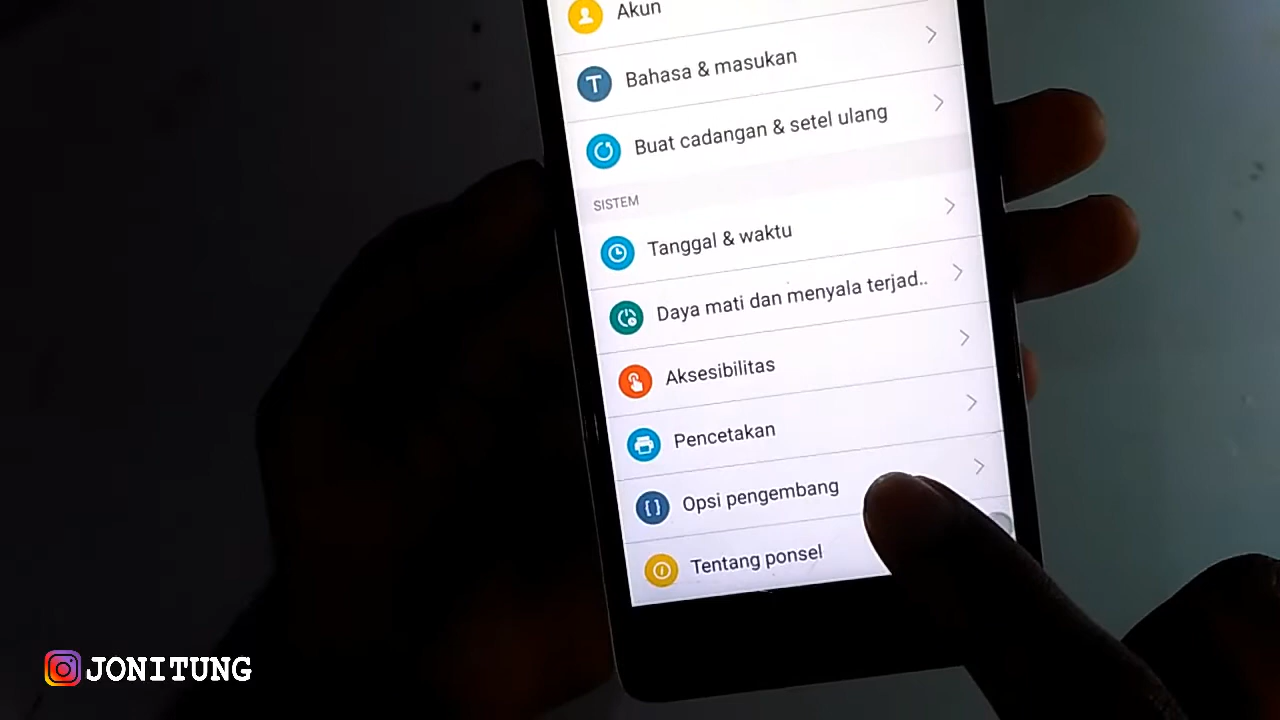 Akun
Bahasa & masukan
Buat cadangan & setel ulang
SISTEM
Tanggal & waktu
Daya mati dan menyala terjad..
Aksesibilitas
Pencetakan
Opsi pengembang
Tentang ponsel
JONITUNG